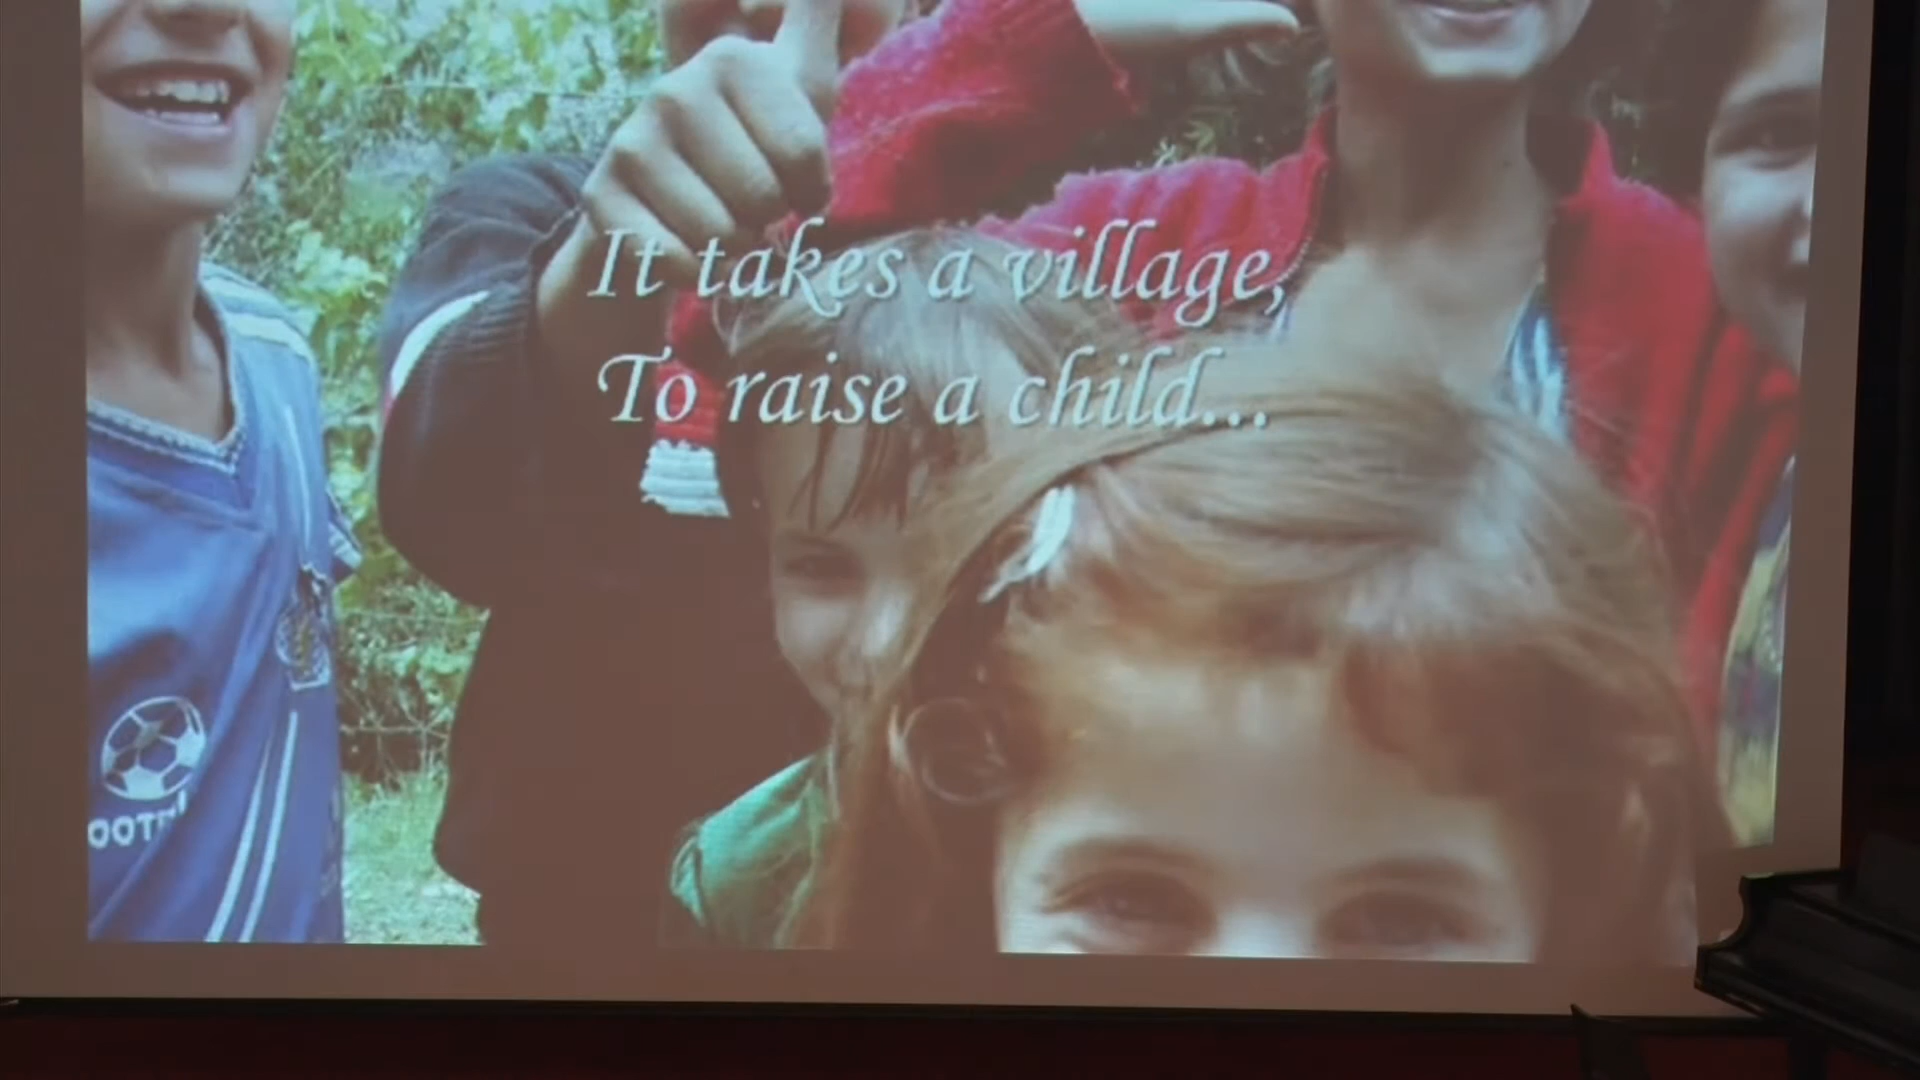 It takes a village,
To raise a child...